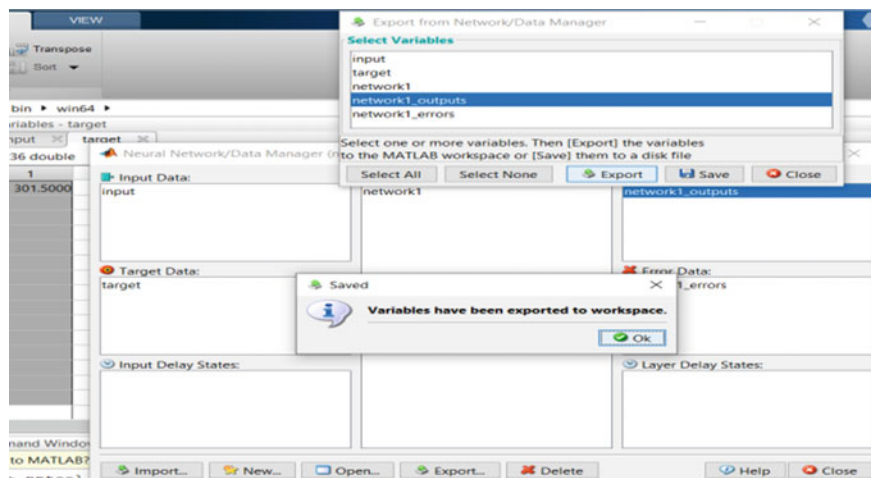 VIEW
Transpose
Sort
bin ▸ win64 ▸
riables - target
nput
target
36 double
1
301.5000
Export from Network/Data Manager
Select Variables
input
target
network1
network1_outputs
network1_errors
Select one or more variables. Then [Export] the variables
to the MATLAB workspace or [Save] them to a disk file
Select All
Select None
Export
Save
Close
Neural Network/Data Manager (n
Input Data:
input
network1
network1_outputs
Target Data:
target
Error Data:
1_errors
Saved
Variables have been exported to workspace.
Ok
Input Delay States:
Layer Delay States:
mand Windo
to MATLAB?
Import...
New...
Open...
Export...
Delete
Help
Close